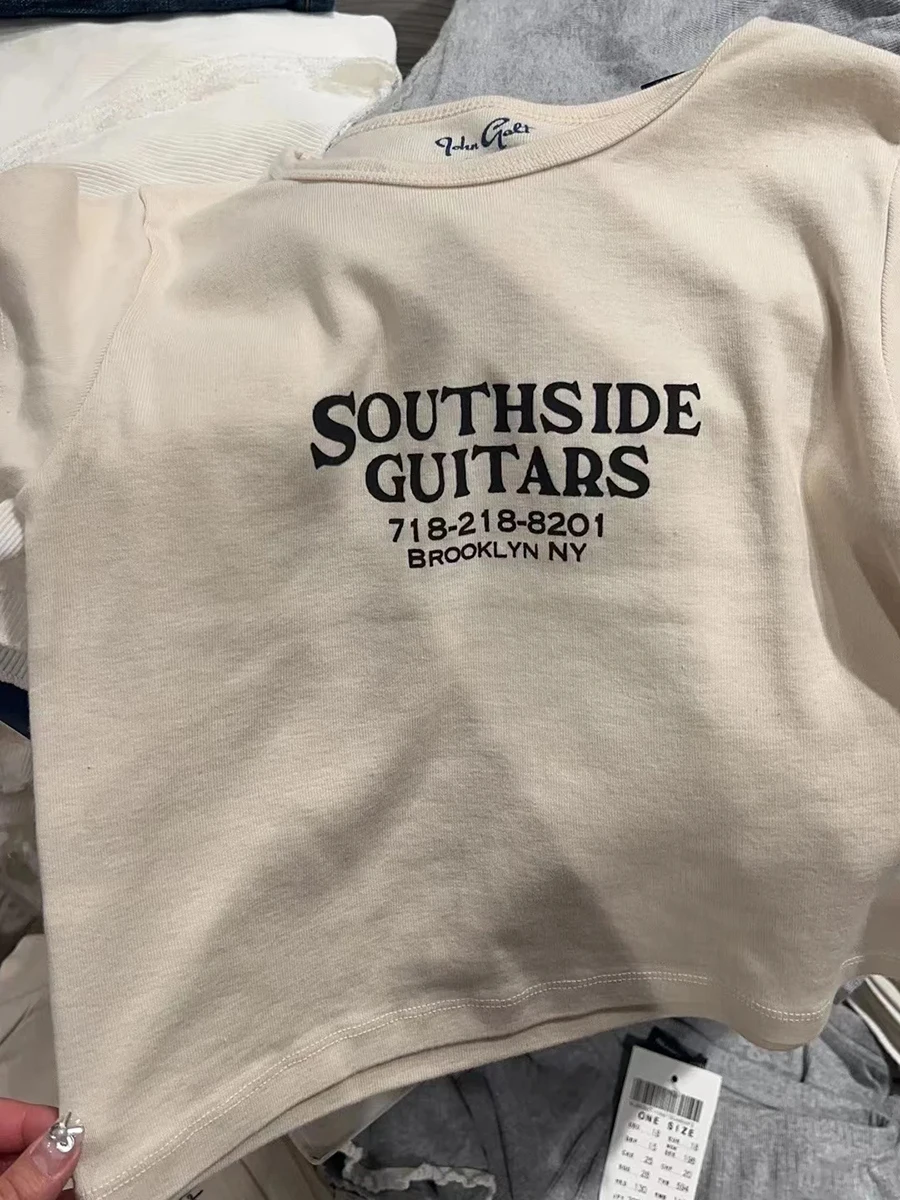 John Galt
SOUTHSIDE
GUITARS
718-218-8201
BROOKLYN NY
ONE SIZE